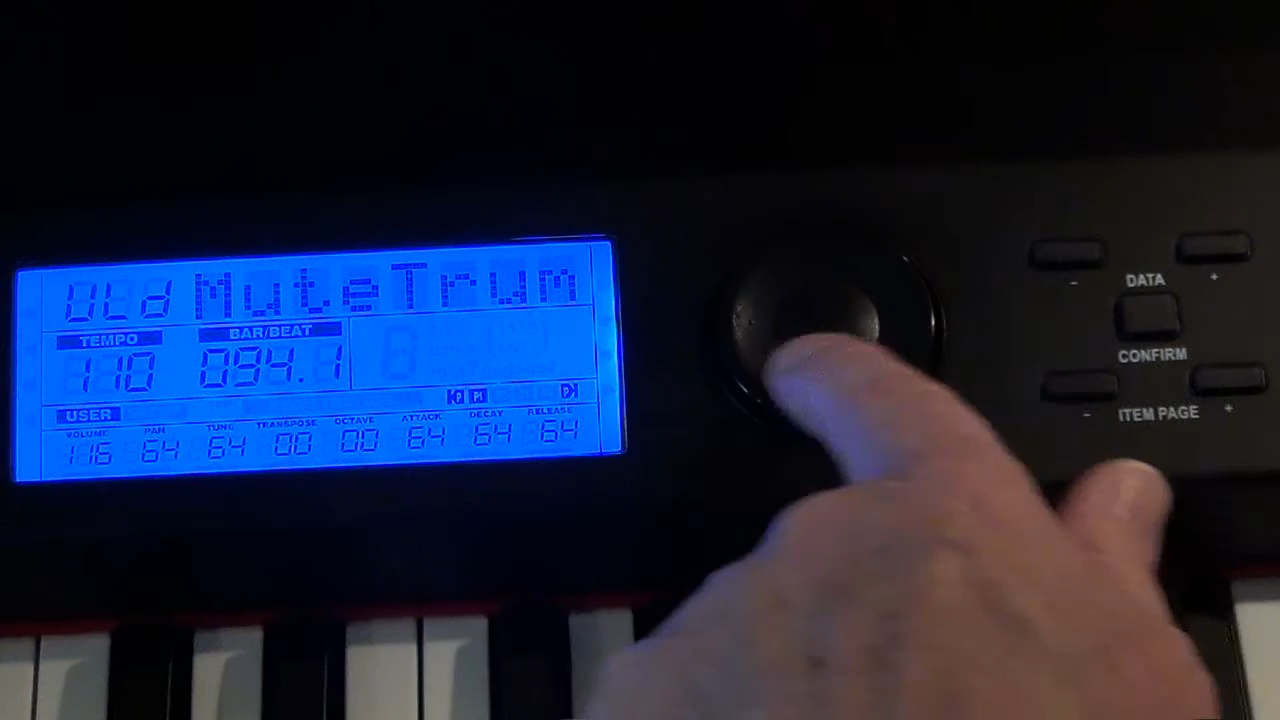 VLd MuteTrum
TEMPO BAR/BEAT
110 094.1
USER
VOLUME PAN TUNE TRANSPOSE OCTAVE ATTACK DECAY RELEASE
116 64 64 00 00 64 64 64
- DATA +
CONFIRM
- ITEM PAGE +